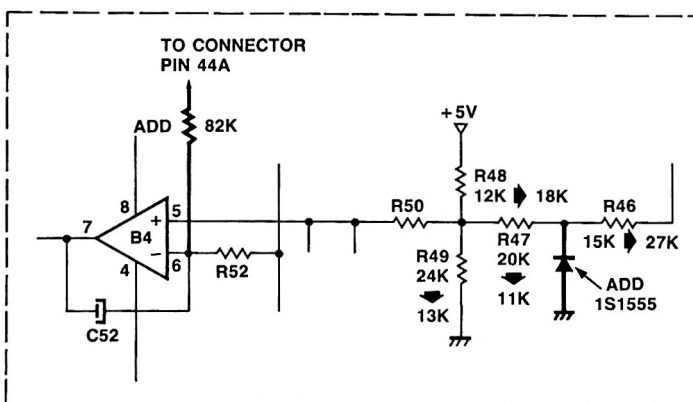 TO CONNECTOR
PIN 44A
ADD
82K
+5V
R48
12K 18K
R50
R47
20K
11K
R46
15K 27K
R49
24K
13K
ADD
1S1555
8
7
5
+
B4
−
6
4
R52
C52